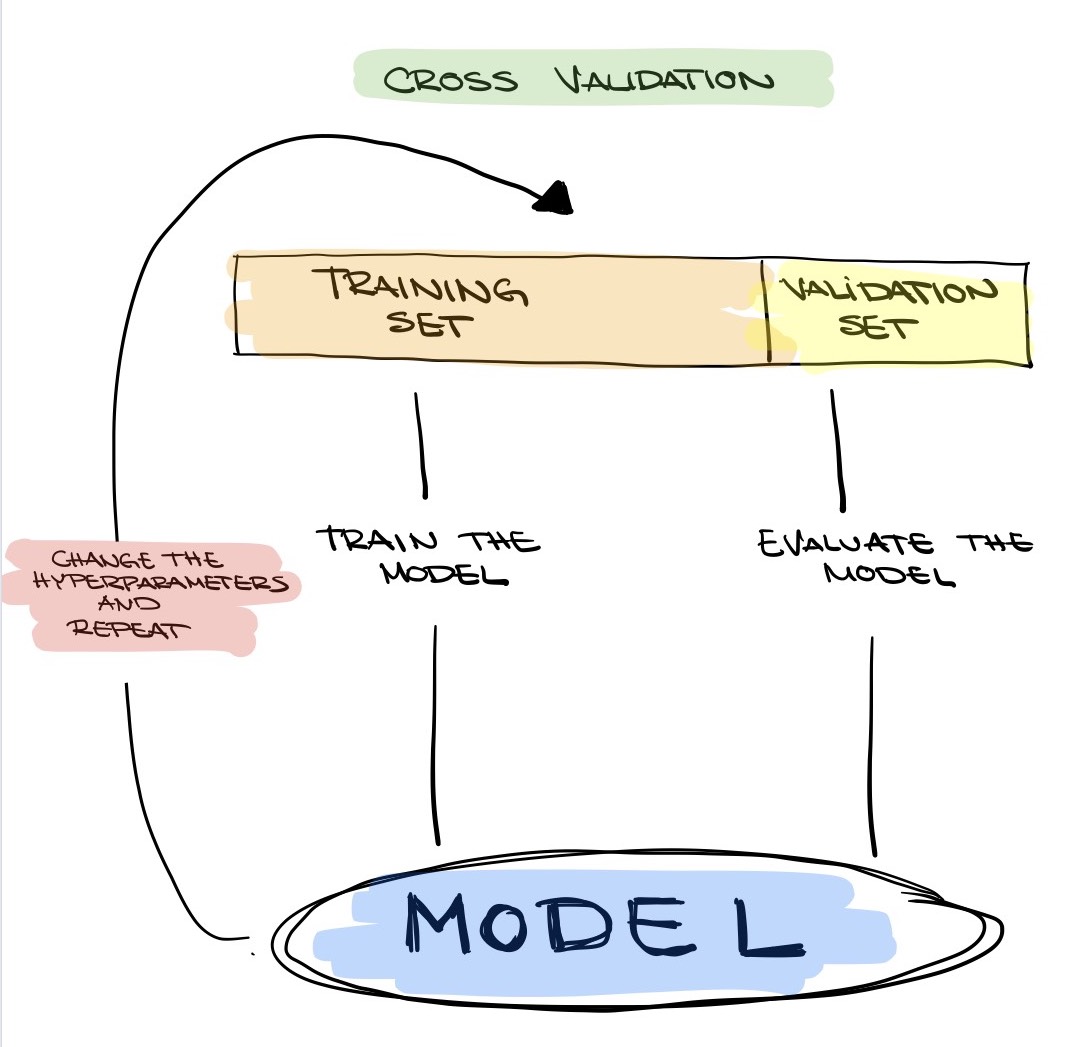 CROSS VALIDATION
TRAINING
SET
VALiDATION
SET
TRAIN THE
MODEL
EVALUATE THE
MODEL
CHANGE THE
HYPERPARAMETERS
AND
REPEAT
MODEL